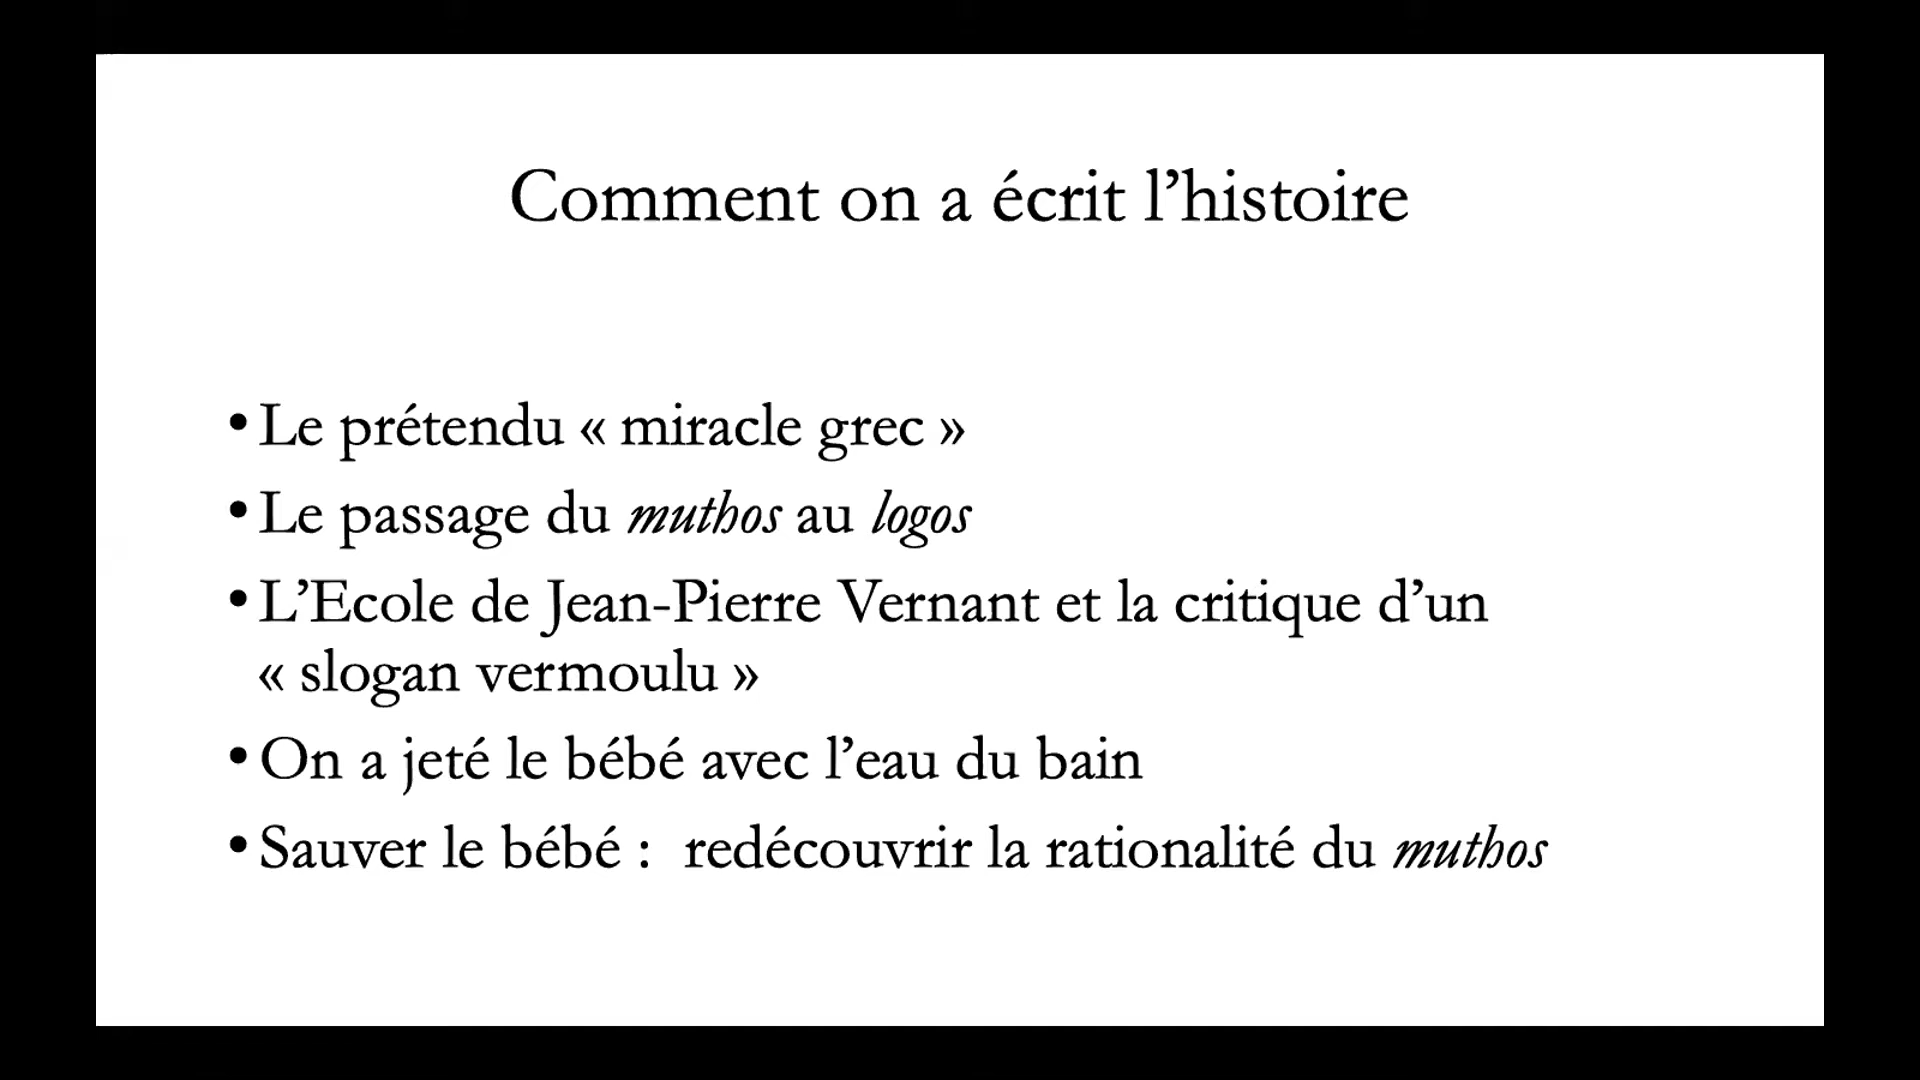 Comment on a écrit l’histoire
• Le prétendu « miracle grec »
• Le passage du muthos au logos
• L’Ecole de Jean-Pierre Vernant et la critique d’un
« slogan vermoulu »
• On a jeté le bébé avec l’eau du bain
• Sauver le bébé :  redécouvrir la rationalité du muthos